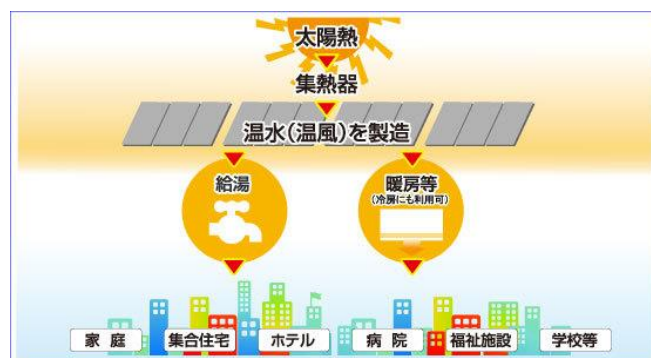 太陽熱
集熱器
温水(温風)を製造
給湯
暖房等
(冷房にも利用可)
家庭
集合住宅
ホテル
病院
福祉施設
学校等